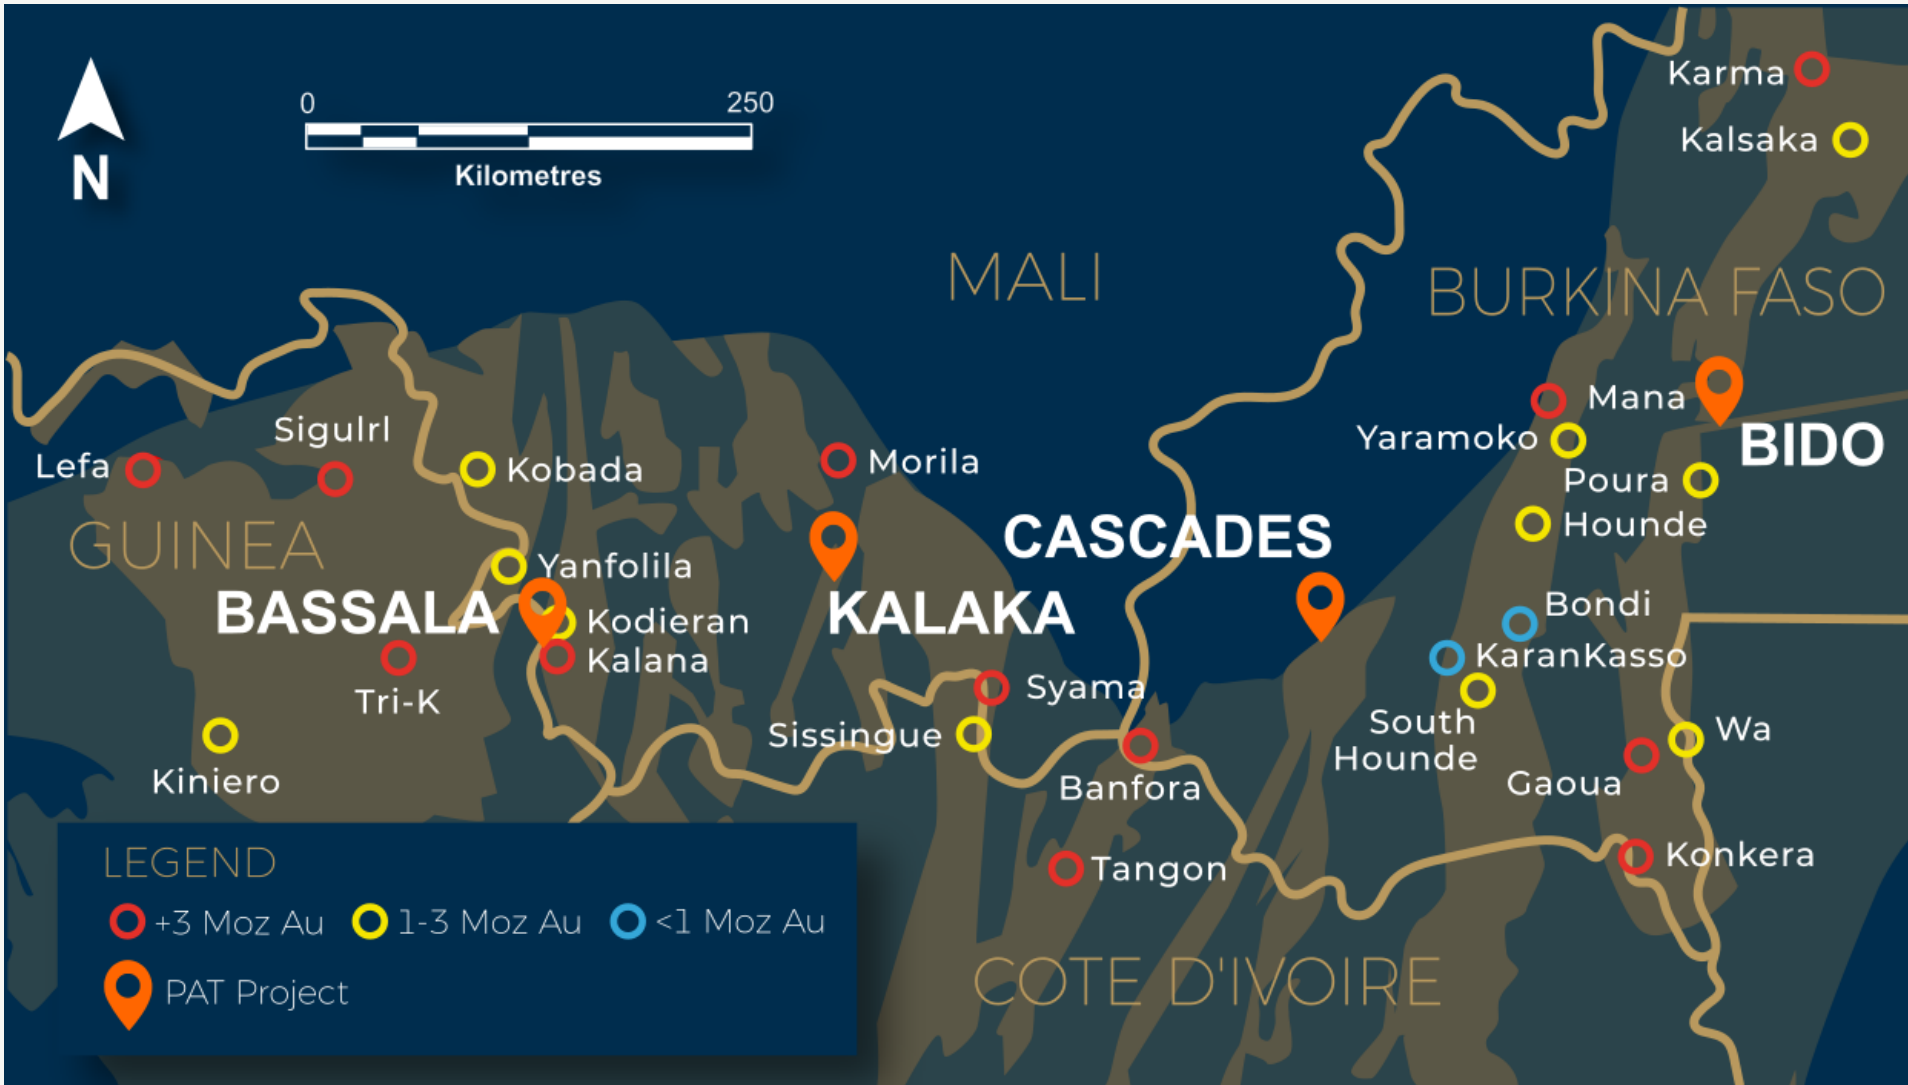 Karma
0 250
Kalsaka
Kilometres
N
MALI
BURKINA FASO
Mana
Sigulrl
Yaramoko
BIDO
Lefa
Kobada
Morila
Poura
Hounde
GUINEA
CASCADES
Yanfolila
BASSALA
KALAKA
Kodieran
Bondi
Kalana
KaranKasso
Syama
Tri-K
South
Hounde
Sissingue
Wa
Kiniero
Banfora
Gaoua
Konkera
Tangon
LEGEND
+3 Moz Au 1-3 Moz Au <1 Moz Au
PAT Project
COTE D'IVOIRE